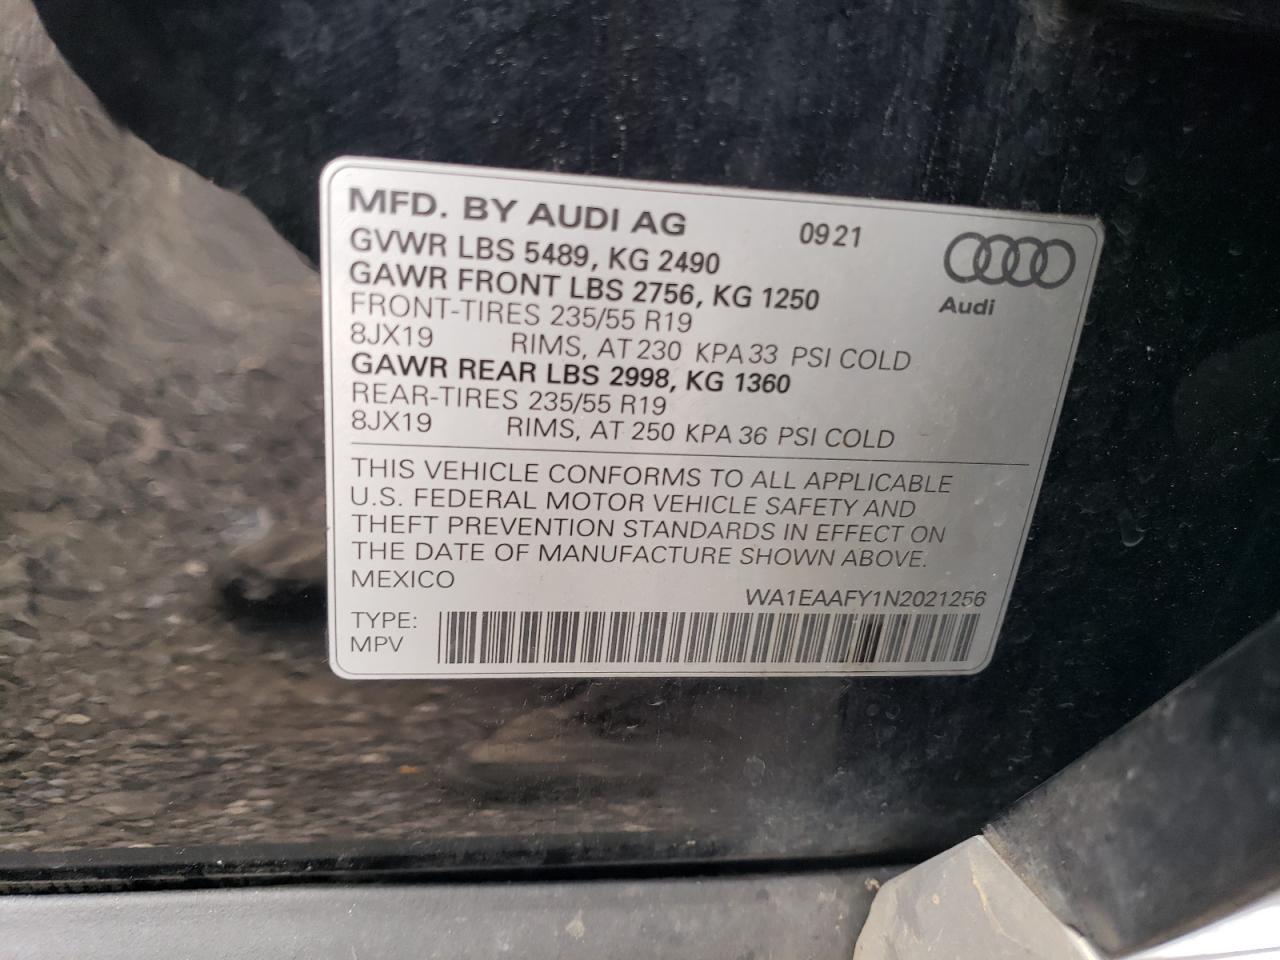 MFD. BY AUDI AG 09 21
GVWR LBS 5489, KG 2490
GAWR FRONT LBS 2756, KG 1250
Audi
FRONT-TIRES 235/55 R19
8JX19 RIMS, AT 230 KPA 33 PSI COLD
GAWR REAR LBS 2998, KG 1360
REAR-TIRES 235/55 R19
8JX19 RIMS, AT 250 KPA 36 PSI COLD
THIS VEHICLE CONFORMS TO ALL APPLICABLE
U.S. FEDERAL MOTOR VEHICLE SAFETY AND
THEFT PREVENTION STANDARDS IN EFFECT ON
THE DATE OF MANUFACTURE SHOWN ABOVE.
MEXICO
WA1EAAFY1N2021256
TYPE:
MPV